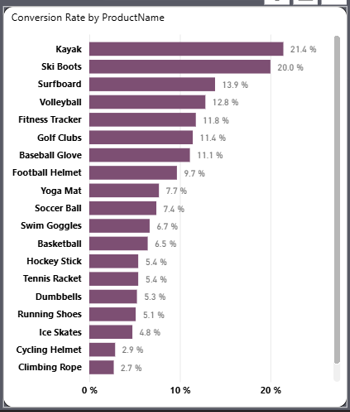 Conversion Rate by ProductName
Kayak 21.4 %
Ski Boots 20.0 %
Surfboard 13.9 %
Volleyball 12.8 %
Fitness Tracker 11.8 %
Golf Clubs 11.4 %
Baseball Glove 11.1 %
Football Helmet 9.7 %
Yoga Mat 7.7 %
Soccer Ball 7.4 %
Swim Goggles 6.7 %
Basketball 6.5 %
Hockey Stick 5.4 %
Tennis Racket 5.4 %
Dumbbells 5.3 %
Running Shoes 5.1 %
Ice Skates 4.8 %
Cycling Helmet 2.9 %
Climbing Rope 2.7 %
0 % 10 % 20 %